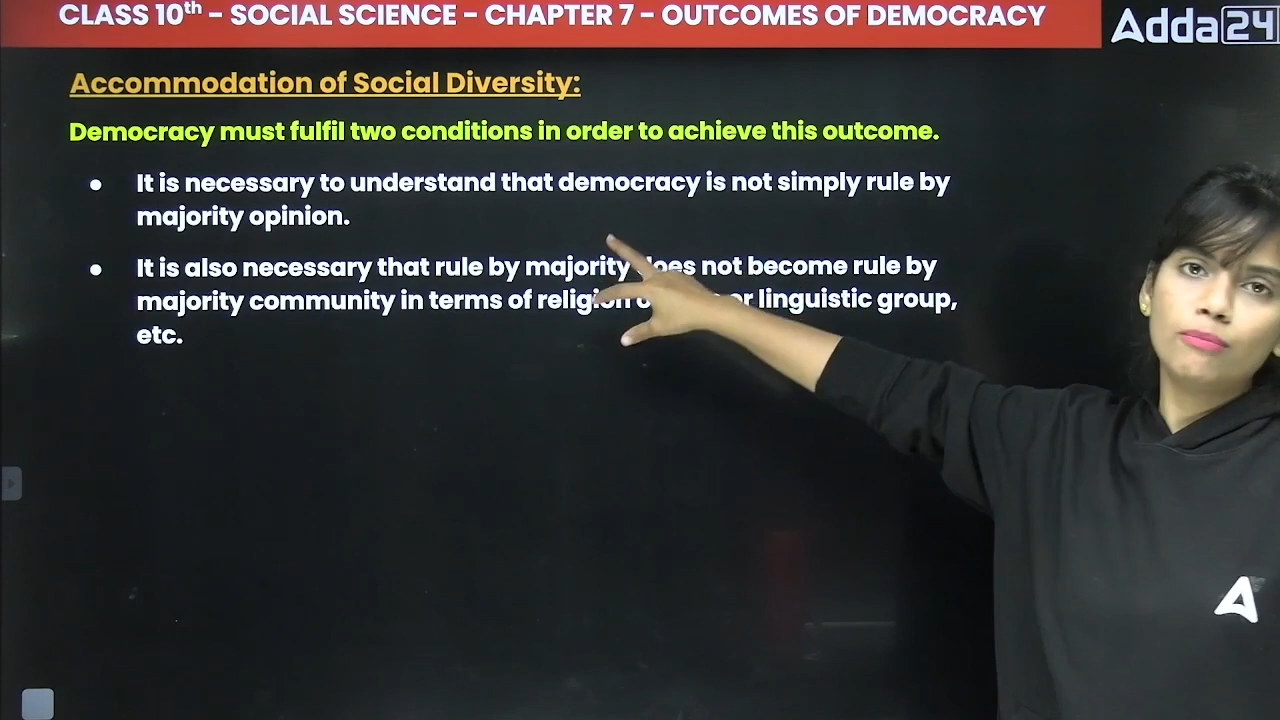 CLASS 10th - SOCIAL SCIENCE - CHAPTER 7 - OUTCOMES OF DEMOCRACY
Adda24
Accommodation of Social Diversity:
Democracy must fulfil two conditions in order to achieve this outcome.
● It is necessary to understand that democracy is not simply rule by
majority opinion.
● It is also necessary that rule by majority does not become rule by
majority community in terms of religion or linguistic group,
etc.